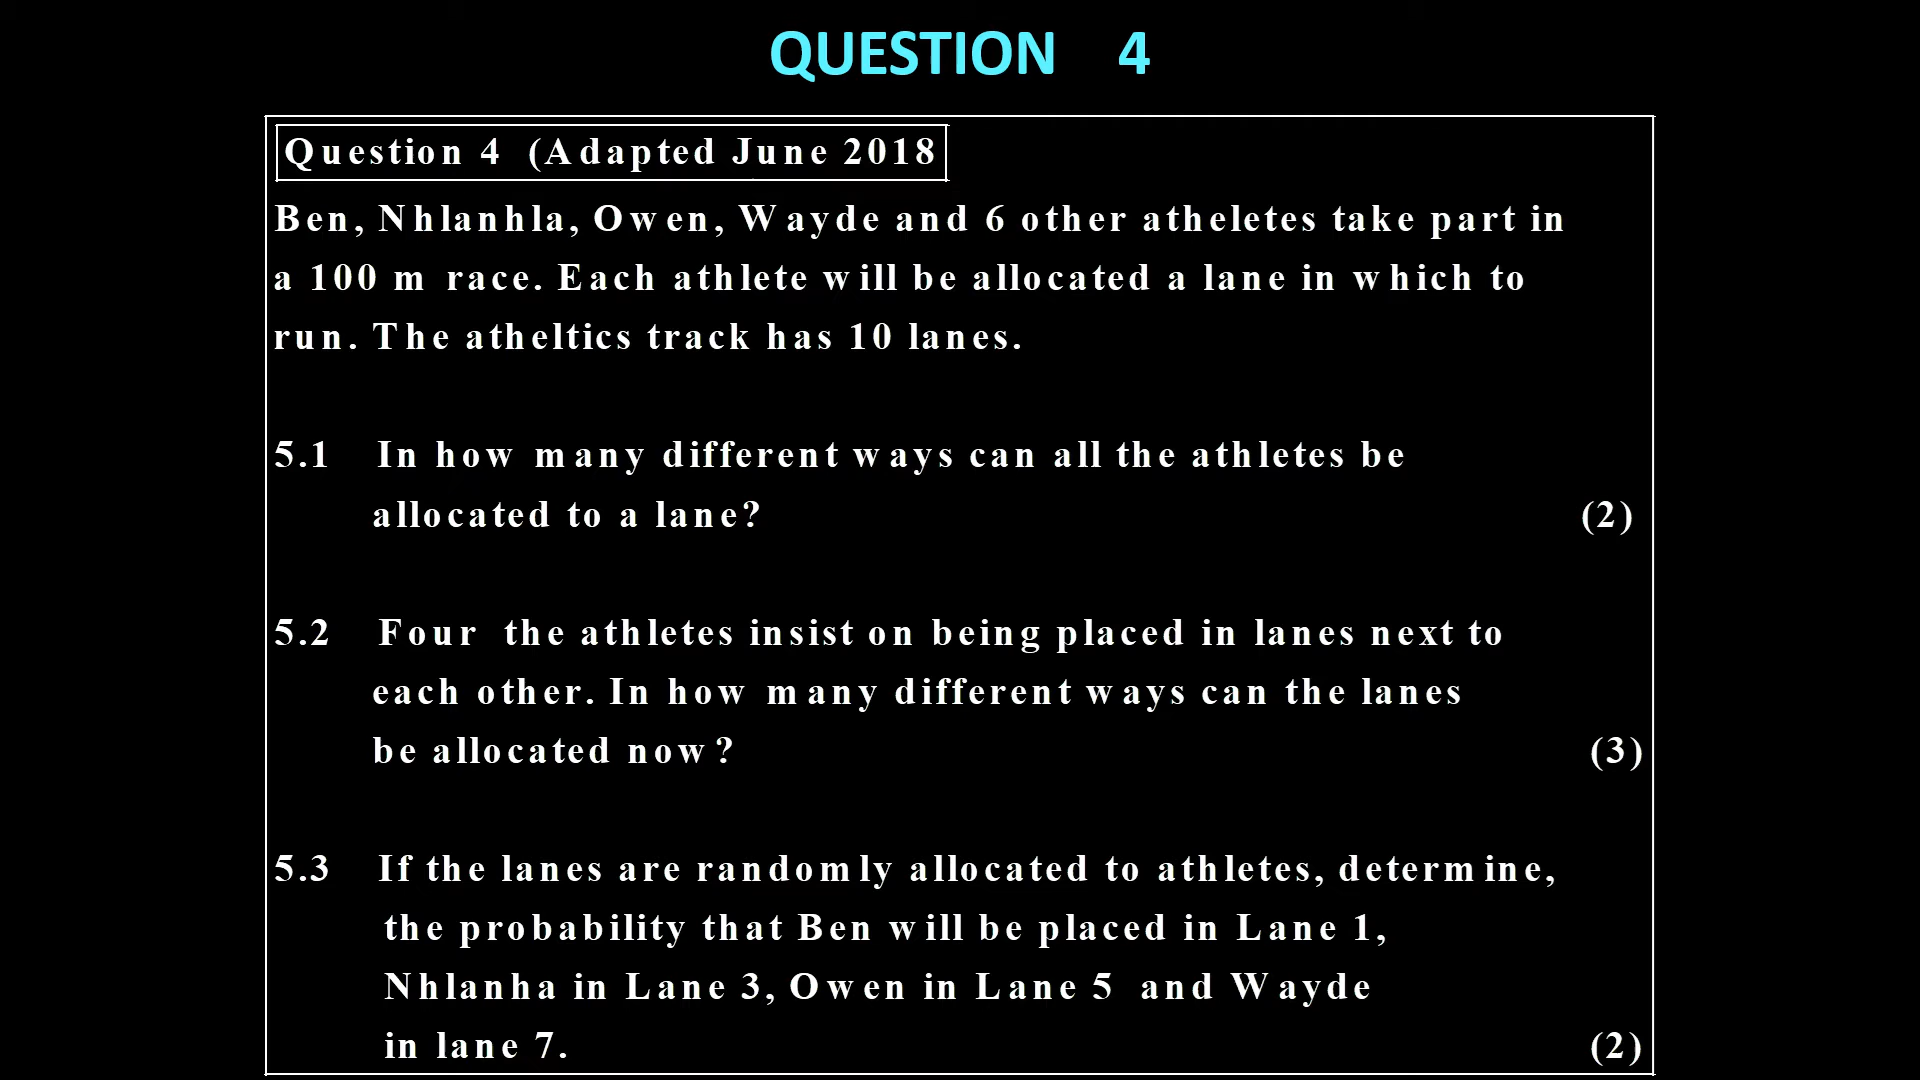 QUESTION 4
Question 4 (Adapted June 2018
Ben, Nhlanhla, Owen, Wayde and 6 other atheletes take part in
a 100 m race. Each athlete will be allocated a lane in which to
run. The atheltics track has 10 lanes.
5.1 In how many different ways can all the athletes be
allocated to a lane? (2)
5.2 Four the athletes insist on being placed in lanes next to
each other. In how many different ways can the lanes
be allocated now? (3)
5.3 If the lanes are randomly allocated to athletes, determine,
the probability that Ben will be placed in Lane 1,
Nhlanha in Lane 3, Owen in Lane 5 and Wayde
in lane 7. (2)